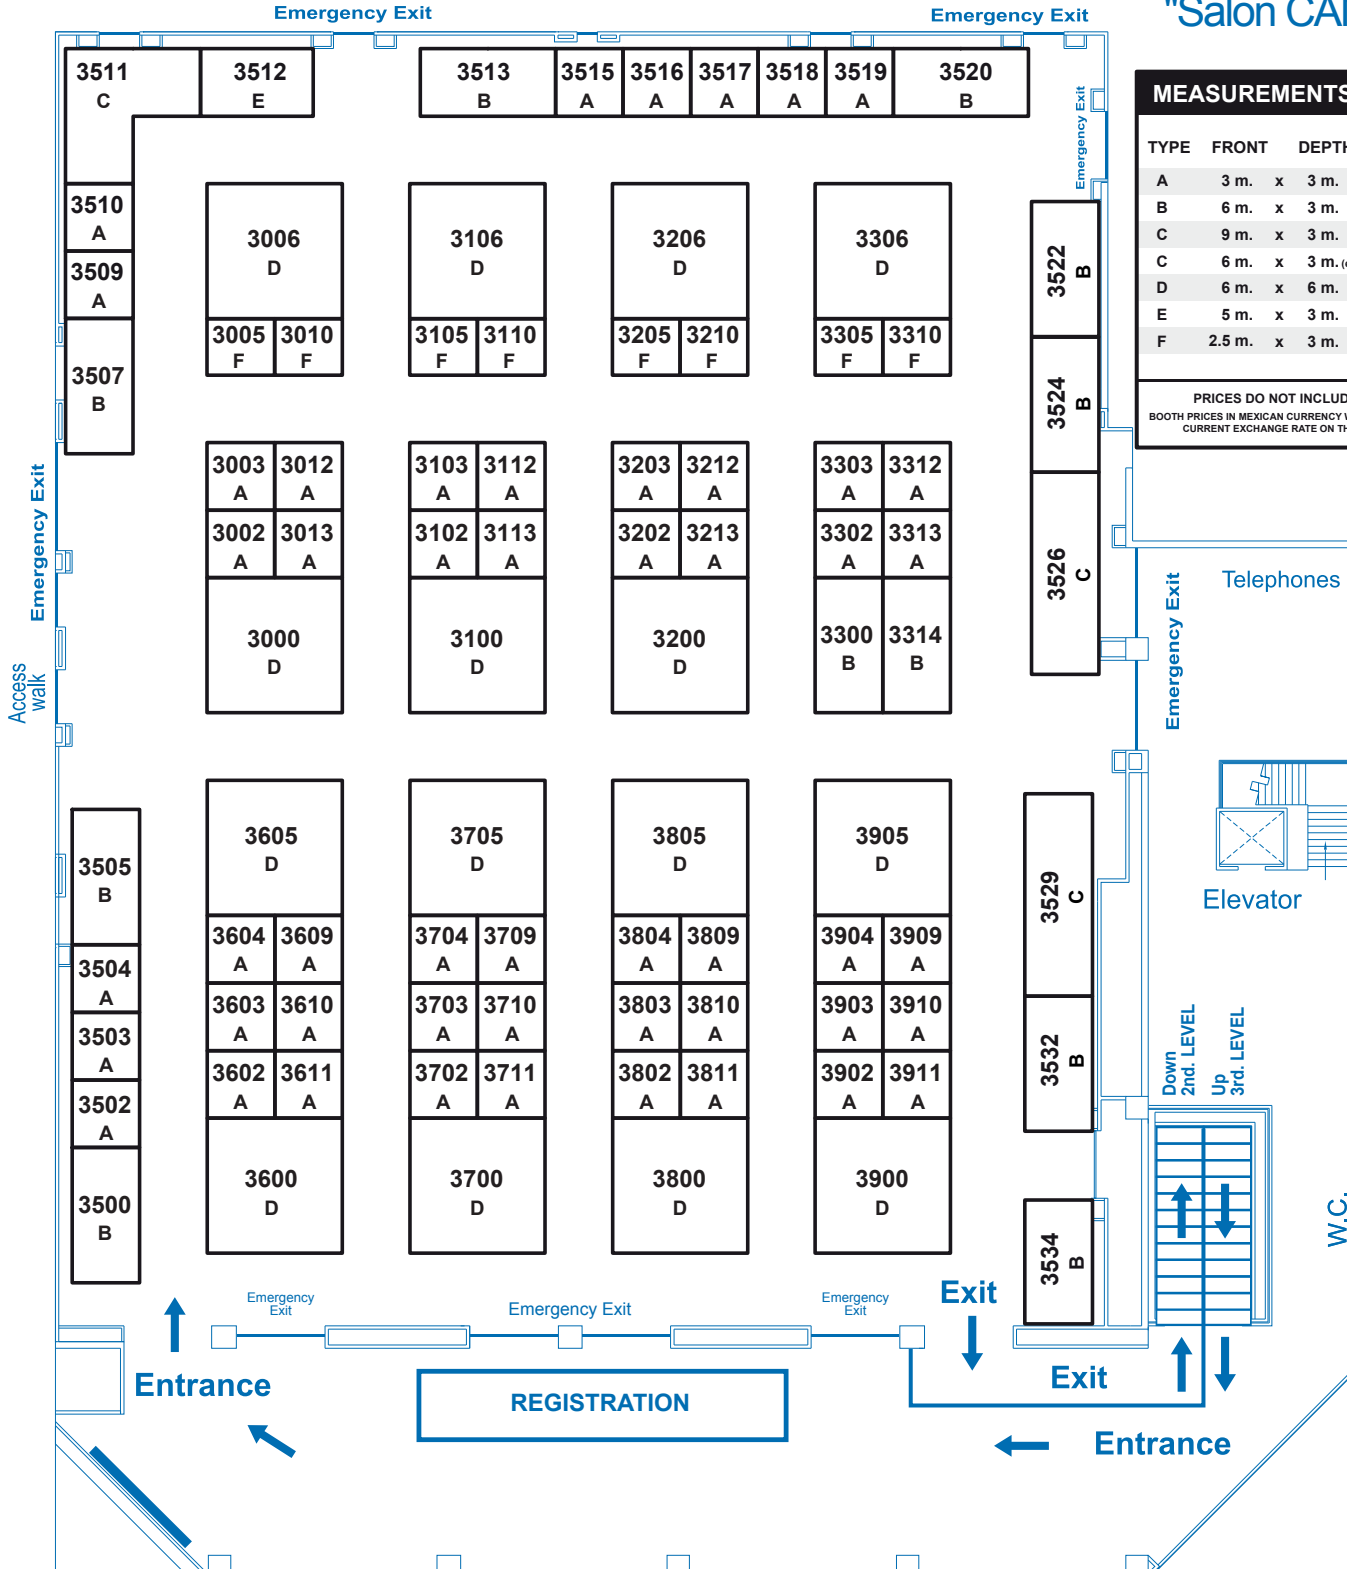 Emergency Exit
Emergency Exit
"Salon CA
3511
C
3512
E
3513
B
3515
A
3516
A
3517
A
3518
A
3519
A
3520
B
Emergency Exit
MEASUREMENTS
TYPE FRONT DEPTH
A 3 m. x 3 m.
B 6 m. x 3 m.
C 9 m. x 3 m.
C 6 m. x 3 m.
D 6 m. x 6 m.
E 5 m. x 3 m.
F 2.5 m. x 3 m.
PRICES DO NOT INCLUD
BOOTH PRICES IN MEXICAN CURRENCY
CURRENT EXCHANGE RATE ON TH
3510
A
3509
A
3507
B
3006
D
3106
D
3206
D
3306
D
3005
F
3010
F
3105
F
3110
F
3205
F
3210
F
3305
F
3310
F
3522
B
3524
B
3526
C
Emergency Exit
Access
walk
3003
A
3012
A
3103
A
3112
A
3203
A
3212
A
3303
A
3312
A
3002
A
3013
A
3102
A
3113
A
3202
A
3213
A
3302
A
3313
A
3000
D
3100
D
3200
D
3300
B
3314
B
Emergency Exit
Telephones
Elevator
3505
B
3504
A
3503
A
3502
A
3500
B
3605
D
3705
D
3805
D
3905
D
3604
A
3609
A
3704
A
3709
A
3804
A
3809
A
3904
A
3909
A
3603
A
3610
A
3703
A
3710
A
3803
A
3810
A
3903
A
3910
A
3602
A
3611
A
3702
A
3711
A
3802
A
3811
A
3902
A
3911
A
3600
D
3700
D
3800
D
3900
D
3529
C
3532
B
3534
B
Down
2nd. LEVEL
Up
3rd. LEVEL
W.C.
Emergency
Exit
Emergency Exit
Emergency
Exit
Exit
Exit
Entrance
REGISTRATION
Entrance